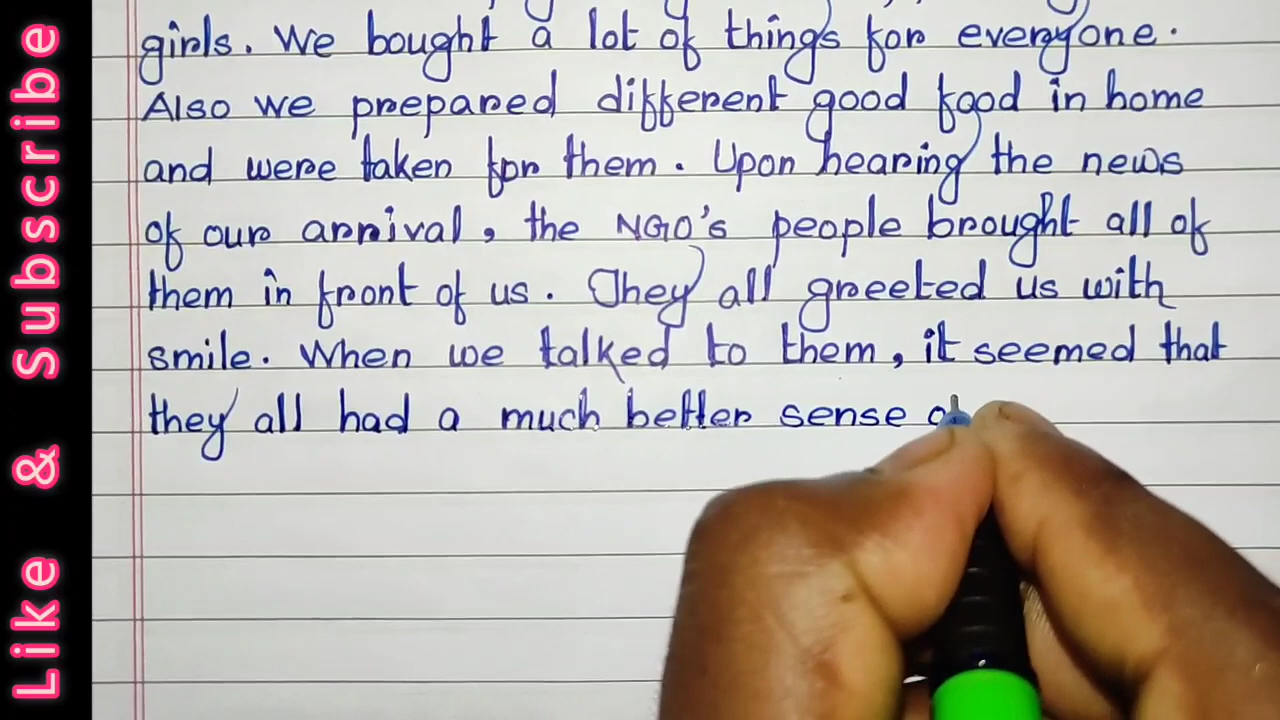 Like & Subscribe
girls. We bought a lot of things for everyone.
Also we prepared different good food in home
and were taken for them. Upon hearing the news
of our arrival, the NGO's people brought all of
them in front of us. They all greeted us with
smile. When we talked to them, it seemed that
they all had a much better sense